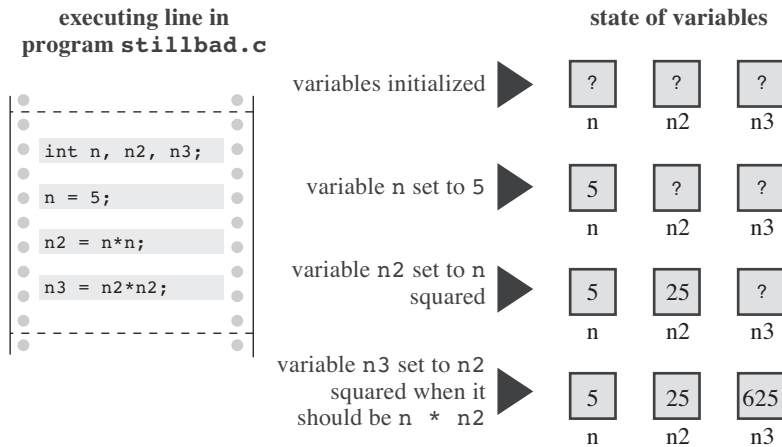 executing line in
program stillbad.c
int n, n2, n3;
n = 5;
n2 = n*n;
n3 = n2*n2;
state of variables
variables initialized
? ? ?
n n2 n3
variable n set to 5
5 ? ?
n n2 n3
variable n2 set to n
squared
5 25 ?
n n2 n3
variable n3 set to n2
squared when it
should be n * n2
5 25 625
n n2 n3